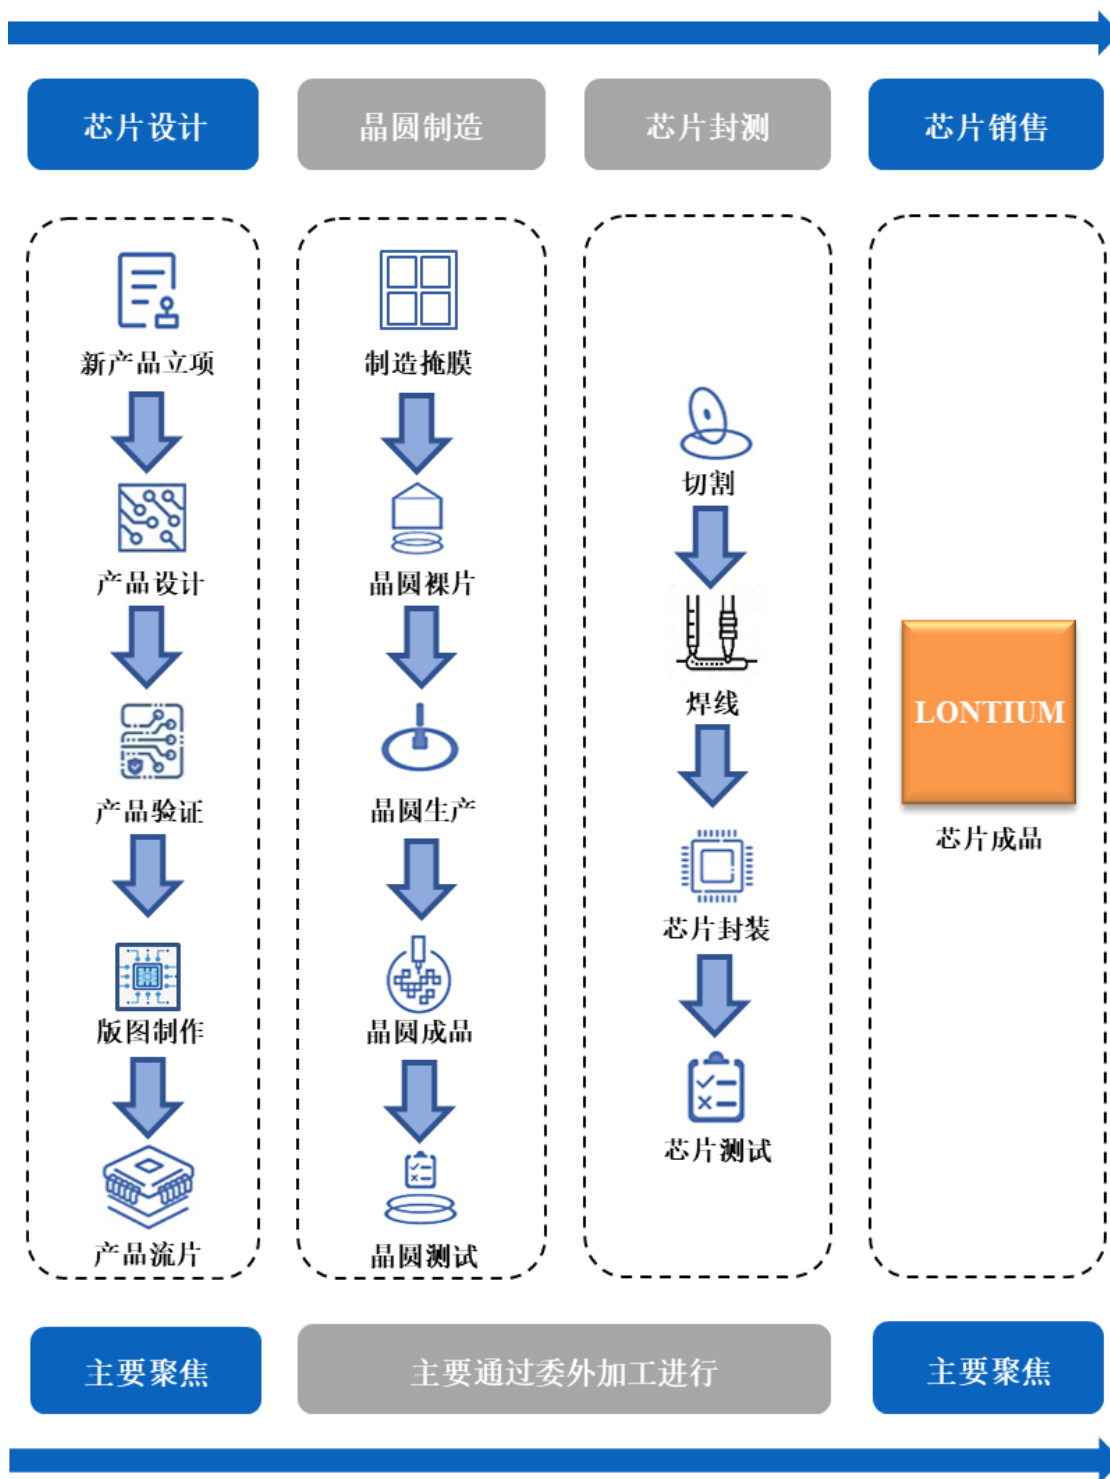 芯片设计
晶圆制造
芯片封测
芯片销售
新产品立项
产品设计
产品验证
版图制作
产品流片
制造掩膜
晶圆裸片
晶圆生产
晶圆成品
晶圆测试
切割
焊线
芯片封装
芯片测试
LONTIUM
芯片成品
主要聚焦
主要通过委外加工进行
主要聚焦